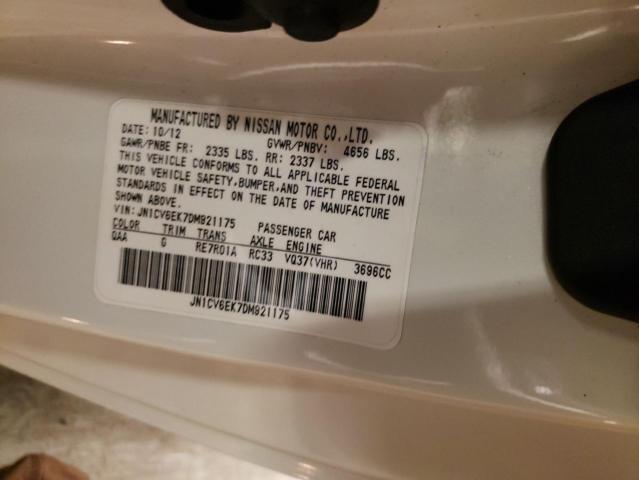 MANUFACTURED BY NISSAN MOTOR CO.,LTD.
DATE: 10/12 GVWR/PNBV: 4656 LBS.
GAWR/PNBE FR: 2335 LBS. RR: 2337 LBS.
THIS VEHICLE CONFORMS TO ALL APPLICABLE FEDERAL
MOTOR VEHICLE SAFETY, BUMPER,AND THEFT PREVENTION
STANDARDS IN EFFECT ON THE DATE OF MANUFACTURE
SHOWN ABOVE.
VIN: JN1CV6EK7DM921175 PASSENGER CAR
COLOR TRIM TRANS AXLE ENGINE
QAA G RE7R01A RC33 VQ37(VHR) 3696CC
JN1CV6EK7DM921175